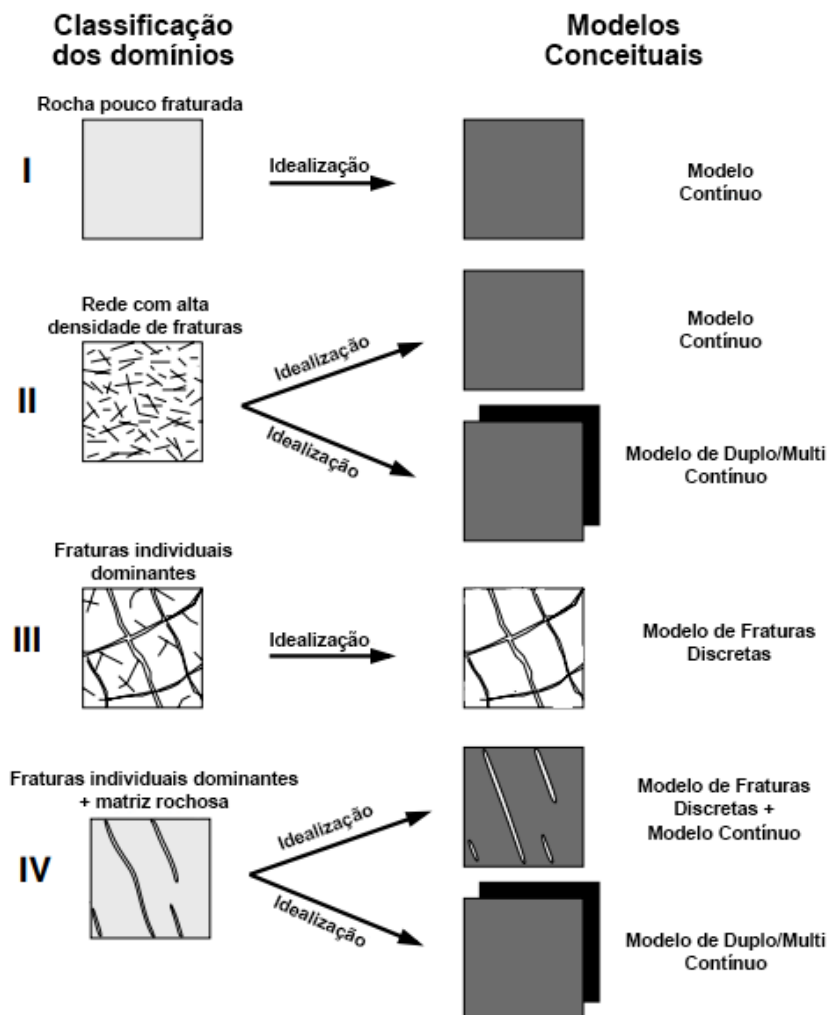 Classificação
dos domínios
Modelos
Conceituais
Rocha pouco fraturada
I
Idealização
Modelo
Contínuo
Rede com alta
densidade de fraturas
II
Idealização
Idealização
Modelo
Contínuo
Modelo de Duplo/Multi
Contínuo
Fraturas individuais
dominantes
III
Idealização
Modelo de Fraturas
Discretas
Fraturas individuais dominantes
+ matriz rochosa
IV
Idealização
Idealização
Modelo de Fraturas
Discretas +
Modelo Contínuo
Modelo de Duplo/Multi
Contínuo